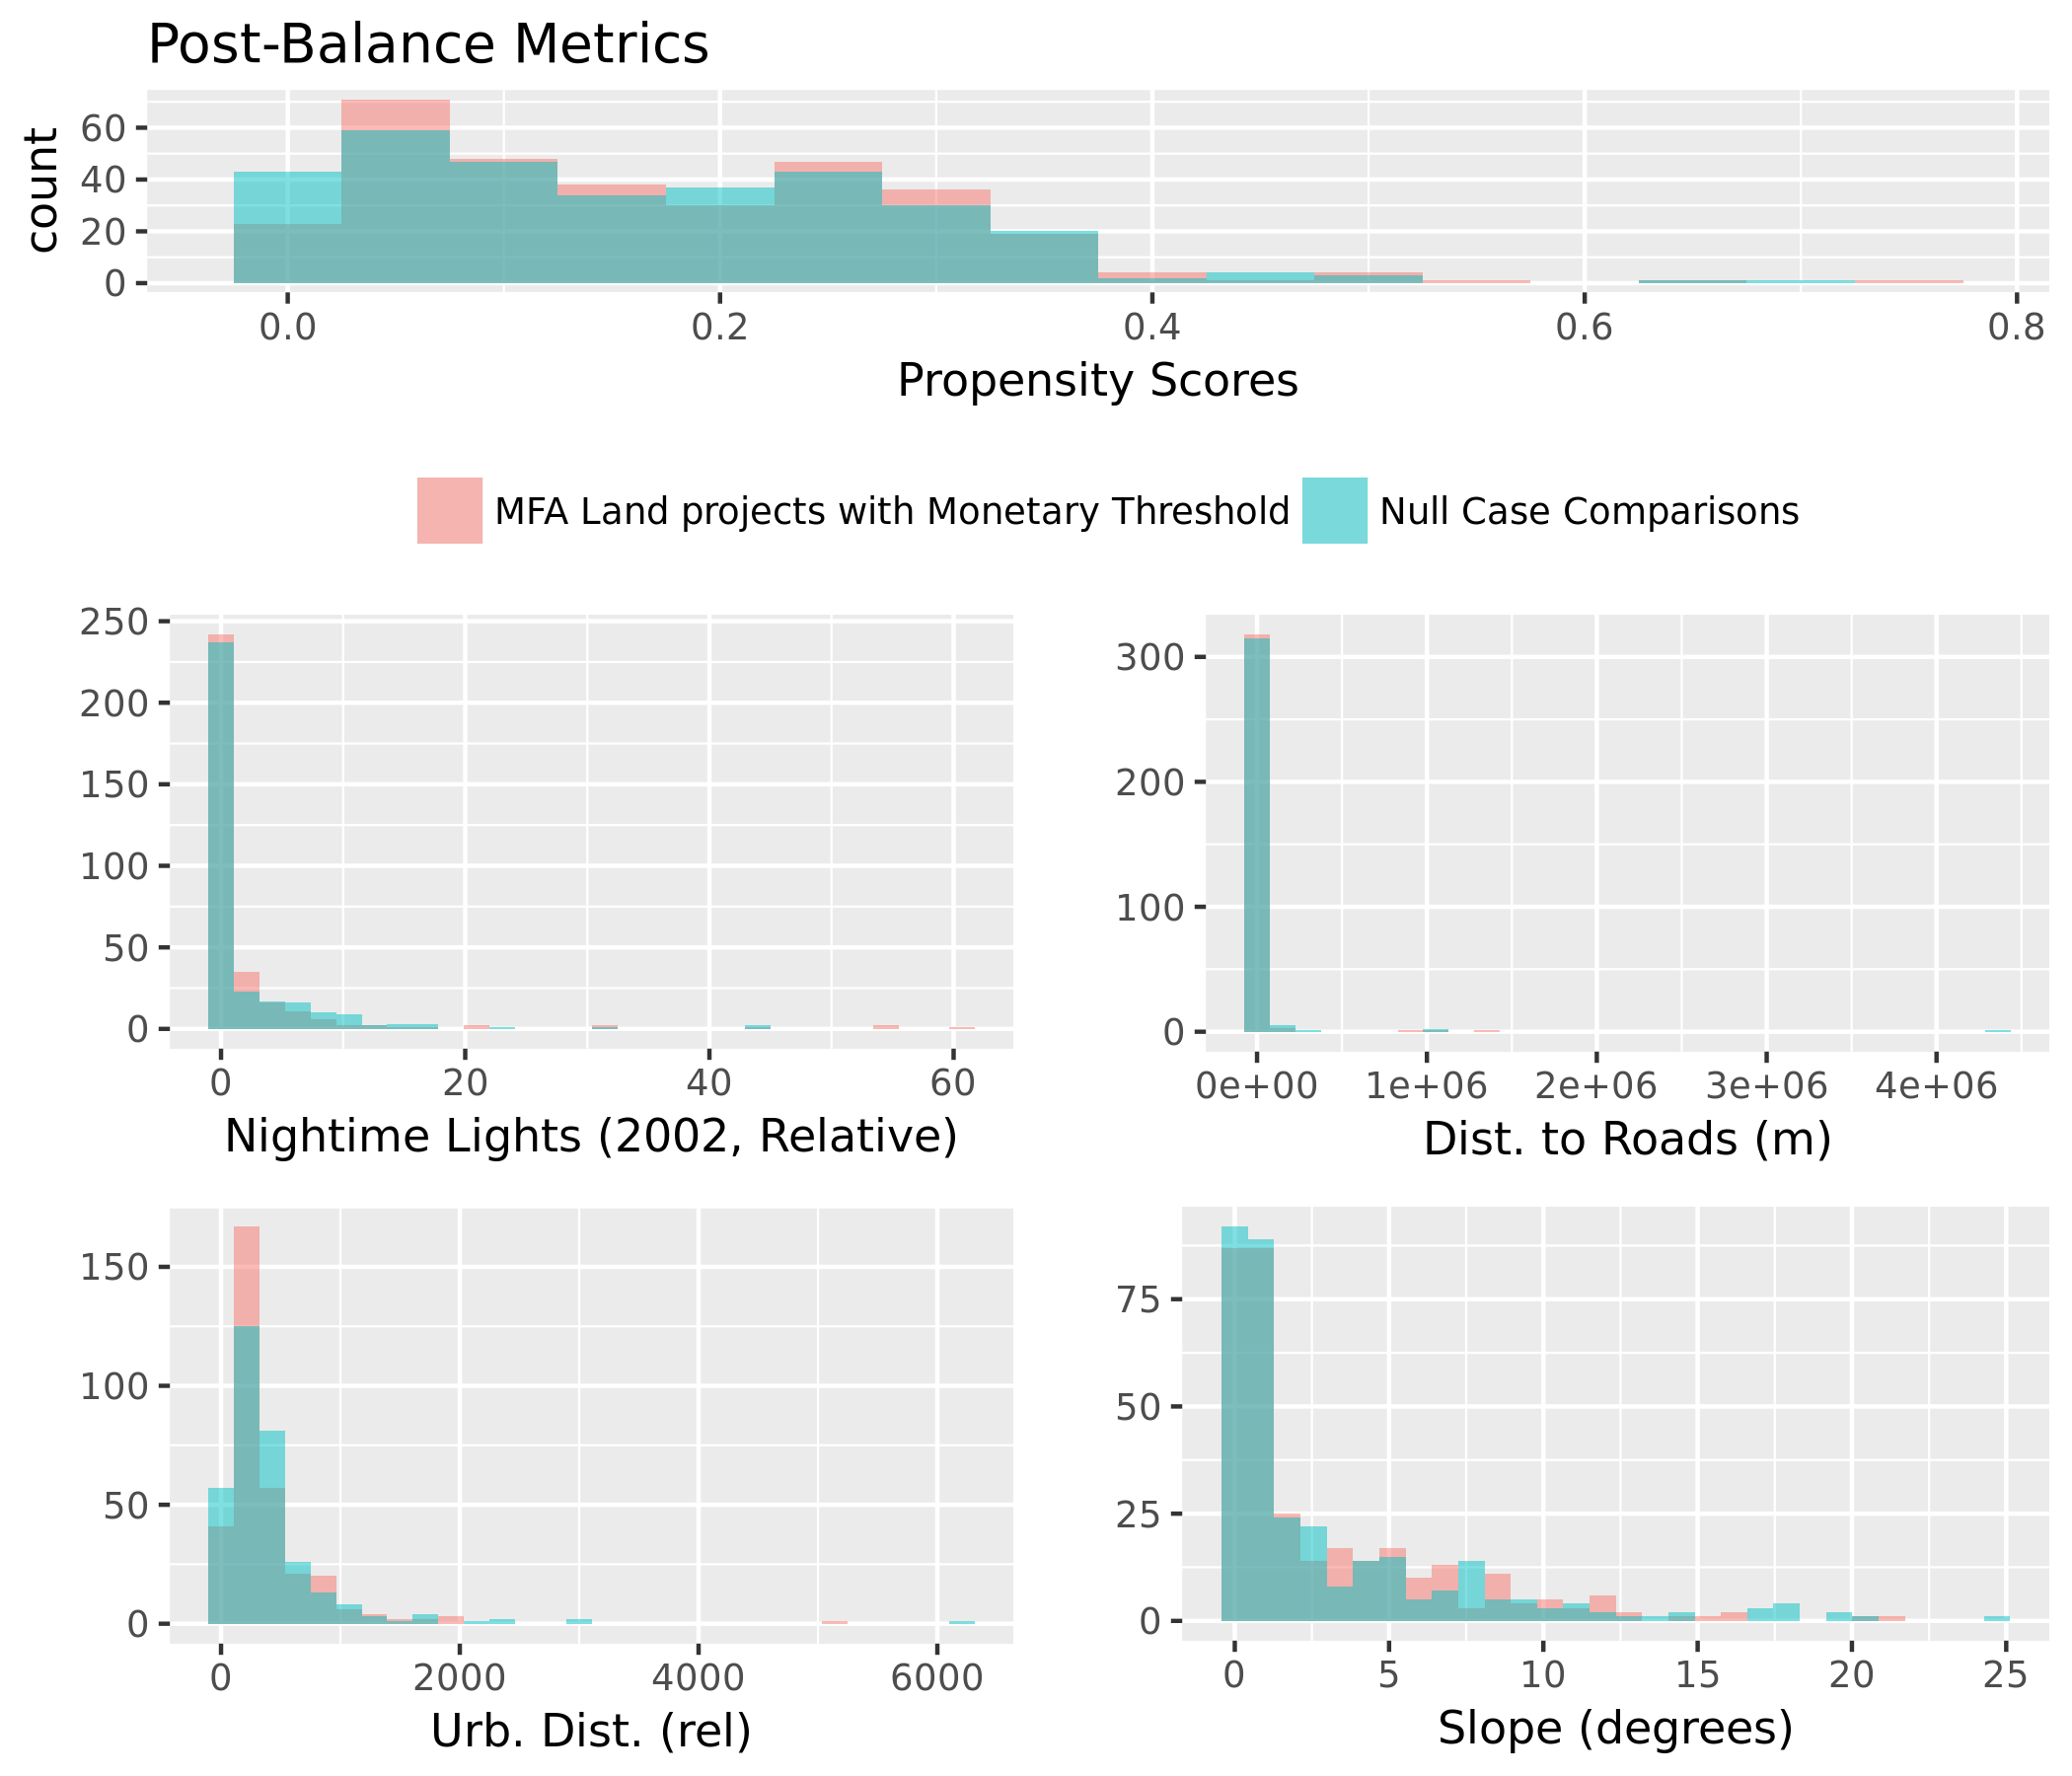 Post-Balance Metrics
count
60
40
20
0
0.0 0.2 0.4 0.6 0.8
Propensity Scores
MFA Land projects with Monetary Threshold Null Case Comparisons
250
200
150
100
50
0
0 20 40 60
Nightime Lights (2002, Relative)
300
200
100
0
0e+00 1e+06 2e+06 3e+06 4e+06
Dist. to Roads (m)
150
100
50
0
0 2000 4000 6000
Urb. Dist. (rel)
75
50
25
0
0 5 10 15 20 25
Slope (degrees)